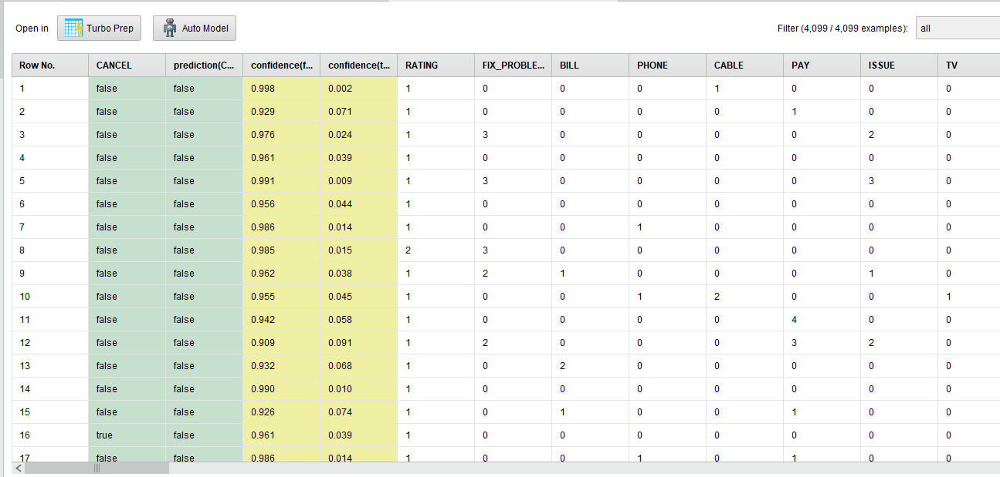 Open in Turbo Prep Auto Model Filter (4,099 / 4,099 examples): all
Row No. CANCEL prediction(C... confidence(f... confidence(t... RATING FIX_PROBLE... BILL PHONE CABLE PAY ISSUE TV
1 false false 0.998 0.002 1 0 0 0 1 0 0 0
2 false false 0.929 0.071 1 0 0 0 0 1 0 0
3 false false 0.976 0.024 1 3 0 0 0 0 2 0
4 false false 0.961 0.039 1 0 0 0 0 0 0 0
5 false false 0.991 0.009 1 3 0 0 0 0 3 0
6 false false 0.956 0.044 1 0 0 0 0 0 0 0
7 false false 0.986 0.014 1 0 0 1 0 0 0 0
8 false false 0.985 0.015 2 3 0 0 0 0 0 0
9 false false 0.962 0.038 1 2 1 0 0 0 1 0
10 false false 0.955 0.045 1 0 0 1 2 0 0 1
11 false false 0.942 0.058 1 0 0 0 0 4 0 0
12 false false 0.909 0.091 1 2 0 0 0 3 2 0
13 false false 0.932 0.068 1 0 2 0 0 0 0 0
14 false false 0.990 0.010 1 0 0 0 0 0 0 0
15 false false 0.926 0.074 1 0 1 0 0 1 0 0
16 true false 0.961 0.039 1 0 0 0 0 0 0 0
17 false false 0.986 0.014 1 0 0 1 0 1 0 0